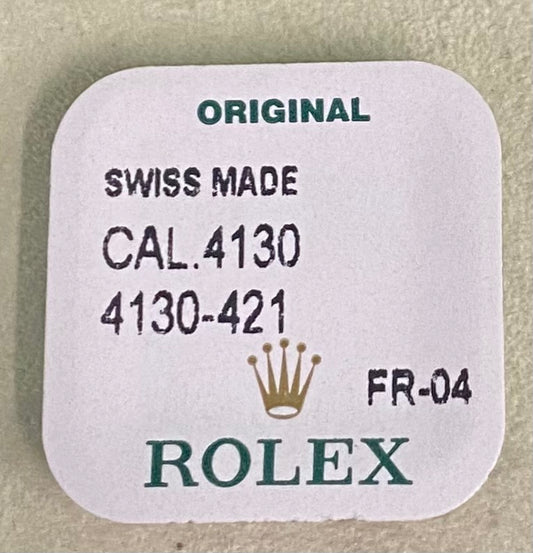 ORIGINAL
SWISS MADE
CAL.4130
4130-421
FR-04
ROLEX